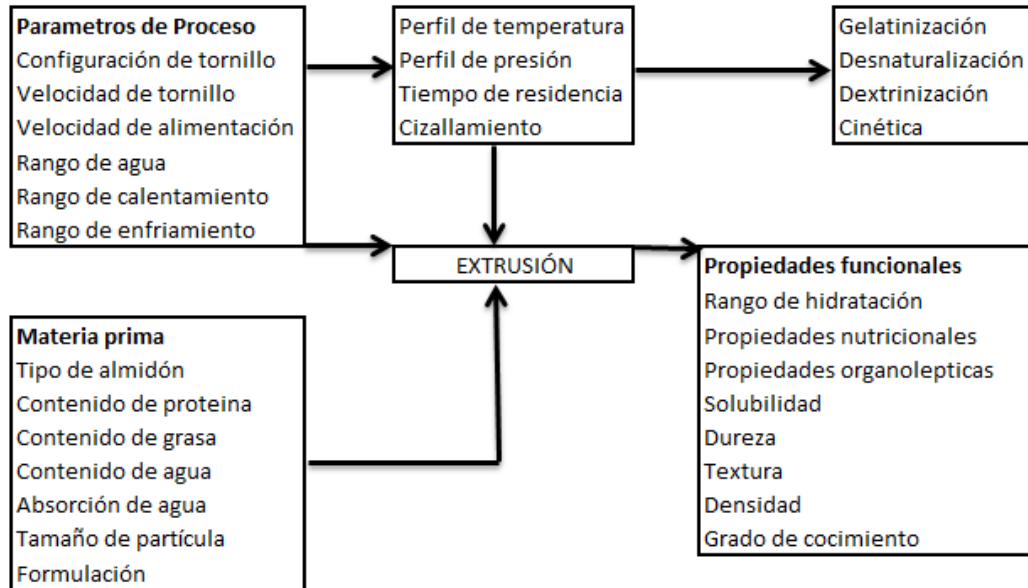 Parametros de Proceso
Configuración de tornillo
Velocidad de tornillo
Velocidad de alimentación
Rango de agua
Rango de calentamiento
Rango de enfriamiento
Perfil de temperatura
Perfil de presión
Tiempo de residencia
Cizallamiento
Gelatinización
Desnaturalización
Dextrinización
Cinética
EXTRUSIÓN
Materia prima
Tipo de almidón
Contenido de proteina
Contenido de grasa
Contenido de agua
Absorción de agua
Tamaño de partícula
Formulación
Propiedades funcionales
Rango de hidratación
Propiedades nutricionales
Propiedades organolepticas
Solubilidad
Dureza
Textura
Densidad
Grado de cocimiento